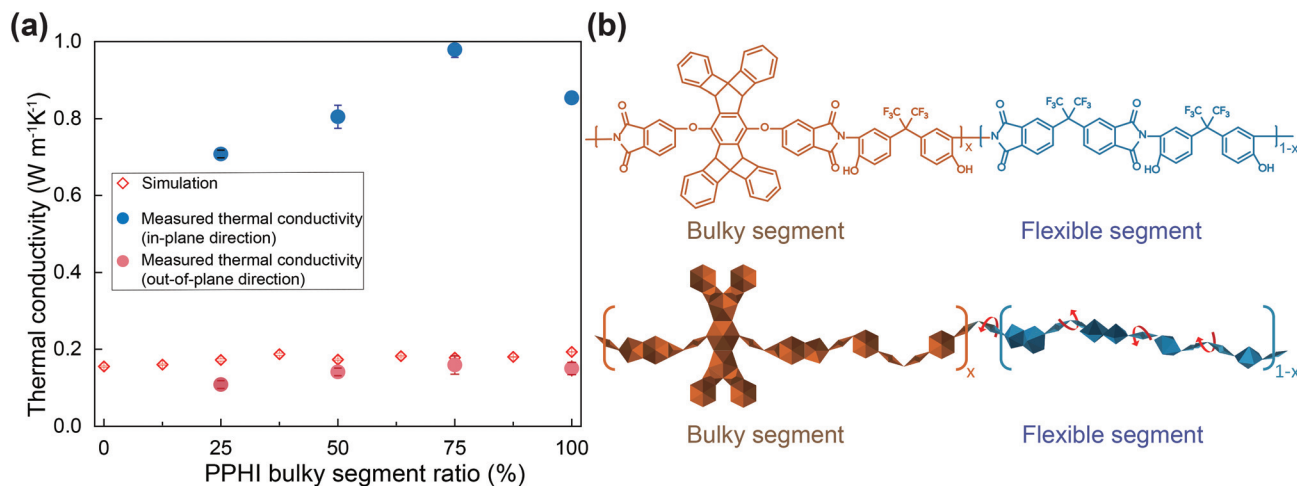 (a)
Thermal conductivity (W m⁻¹K⁻¹)
1.0
0.8
0.6
0.4
0.2
0.0
Simulation
Measured thermal conductivity
(in-plane direction)
Measured thermal conductivity
(out-of-plane direction)
0 25 50 75 100
PPHI bulky segment ratio (%)
(b)
F₃C CF₃ F₃C CF₃ F₃C CF₃
O O O O O O
N O O N N N
O O O O
HO OH OH OH
x 1-x
Bulky segment Flexible segment
x 1-x
Bulky segment Flexible segment